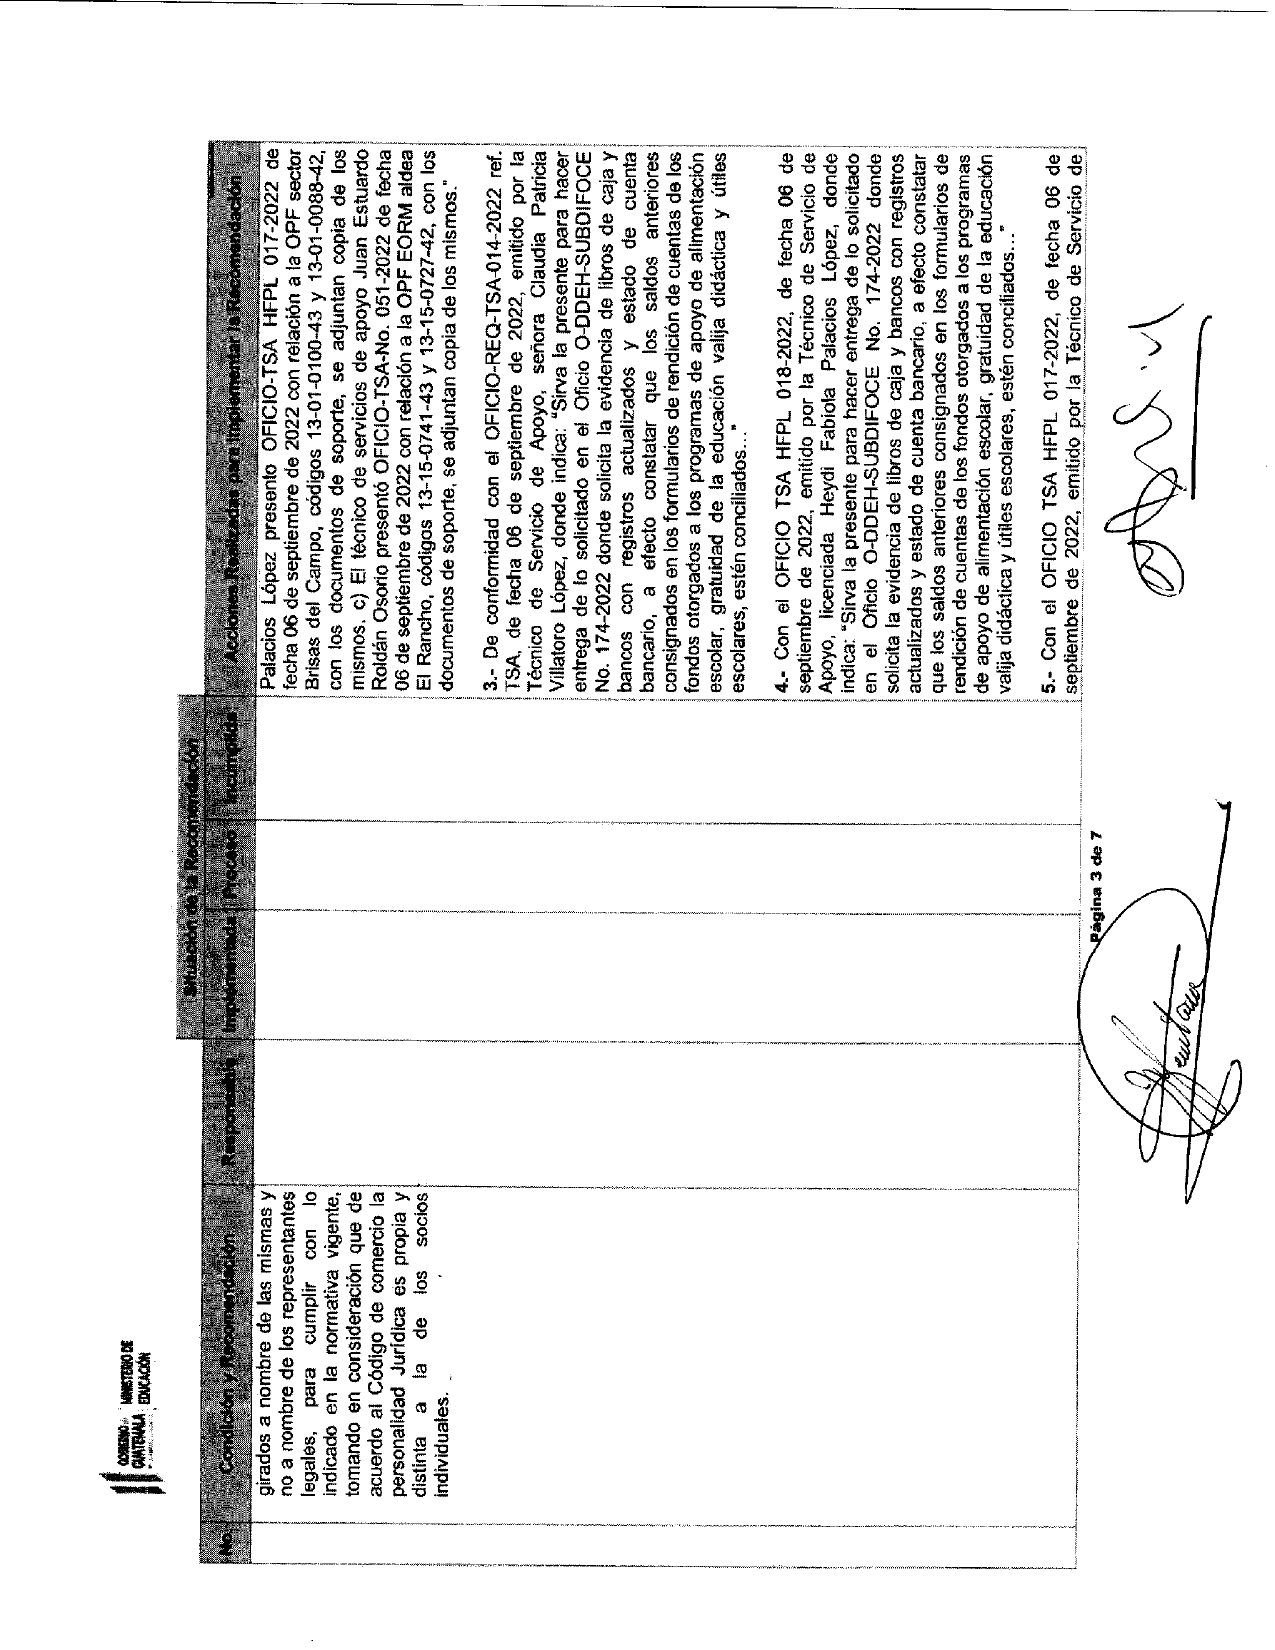 GOBIERNO DE
GUATEMALA
MINISTERIO DE
EDUCACIÓN
Situación de la Recomendación
No.
Condición y Recomendación
Responsable
Implementada
Proceso
Incumplida
Acciones Realizadas para Implementar la Recomendación
girados a nombre de las mismas y
no a nombre de los representantes
legales, para cumplir con lo
indicado en la normativa vigente,
tomando en consideración que de
acuerdo al Código de comercio la
personalidad Jurídica es propia y
distinta a la de los socios
individuales.
Palacios López presento OFICIO-TSA HFPL 017-2022 de
fecha 06 de septiembre de 2022 con relación a la OPF sector
Brisas del Campo, códigos 13-01-0100-43 y 13-01-0088-42,
con los documentos de soporte, se adjuntan copia de los
mismos. c) El técnico de servicios de apoyo Juan Estuardo
Roldán Osorio presentó OFICIO-TSA-No. 051-2022 de fecha
06 de septiembre de 2022 con relación a la OPF EORM aldea
El Rancho, códigos 13-15-0741-43 y 13-15-0727-42, con los
documentos de soporte, se adjuntan copia de los mismos."
3.- De conformidad con el OFICIO-REQ-TSA-014-2022 ref.
TSA, de fecha 06 de septiembre de 2022, emitido por la
Técnico de Servicio de Apoyo, señora Claudia Patricia
Villatoro López, donde indica: "Sirva la presente para hacer
entrega de lo solicitado en el Oficio O-DDEH-SUBDIFOCE
No. 174-2022 donde solicita la evidencia de libros de caja y
bancos con registros actualizados y estado de cuenta
bancario, a efecto constatar que los saldos anteriores
consignados en los formularios de rendición de cuentas de los
fondos otorgados a los programas de apoyo de alimentación
escolar, gratuidad de la educación valija didáctica y útiles
escolares, estén conciliados..."
4.- Con el OFICIO TSA HFPL 018-2022, de fecha 06 de
septiembre de 2022, emitido por la Técnico de Servicio de
Apoyo, licenciada Heydi Fabiola Palacios López, donde
indica: "Sirva la presente para hacer entrega de lo solicitado
en el Oficio O-DDEH-SUBDIFOCE No. 174-2022 donde
solicita la evidencia de libros de caja y bancos con registros
actualizados y estado de cuenta bancario, a efecto constatar
que los saldos anteriores consignados en los formularios de
rendición de cuentas de los fondos otorgados a los programas
de apoyo de alimentación escolar, gratuidad de la educación
valija didáctica y útiles escolares, estén conciliados..."
5.- Con el OFICIO TSA HFPL 017-2022, de fecha 06 de
septiembre de 2022, emitido por la Técnico de Servicio de
Página 3 de 7